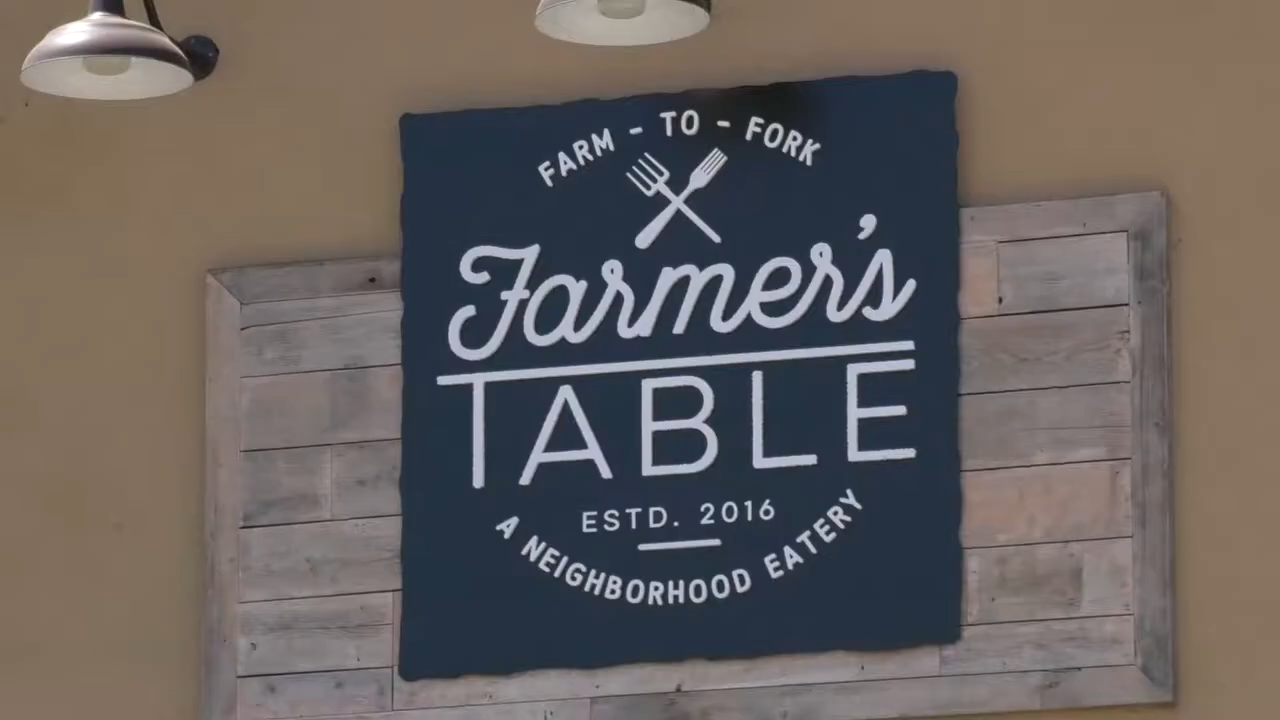 FARM - TO - FORK
Farmer's
TABLE
ESTD. 2016
A NEIGHBORHOOD EATERY